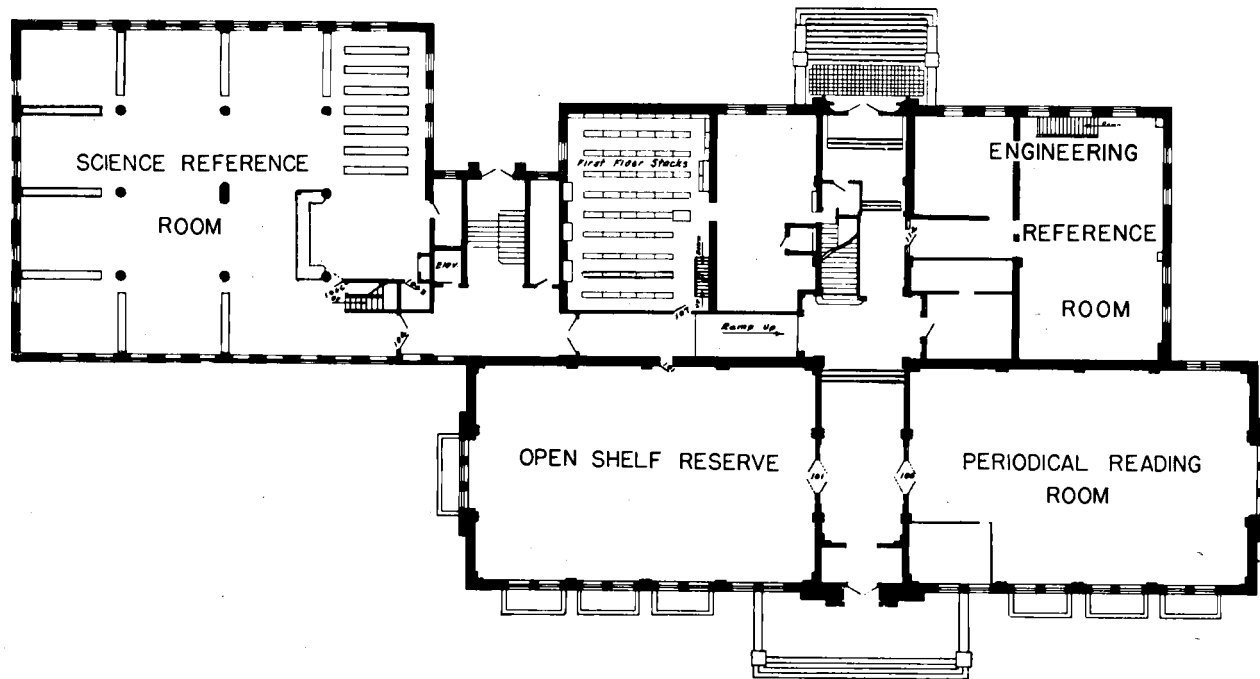 SCIENCE REFERENCE
ROOM
First Floor Stacks
ENGINEERING
REFERENCE
ROOM
Elev
Ramp Up
OPEN SHELF RESERVE
101
100
PERIODICAL READING
ROOM